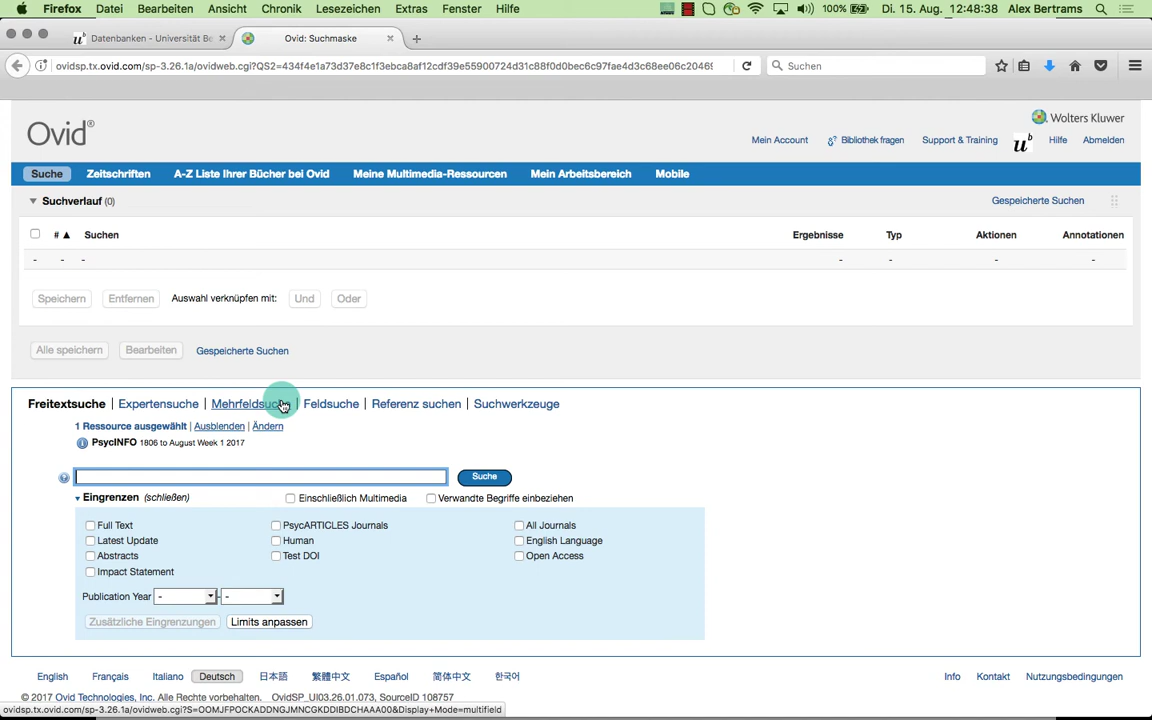 Firefox Datei Bearbeiten Ansicht Chronik Lesezeichen Extras Fenster Hilfe 100% Di. 15. Aug. 12:48:38 Alex Bertrams
Datenbanken - Universität Be Ovid: Suchmaske
ovidsp.tx.ovid.com/sp-3.26.1a/ovidweb.cgi?QS2=434f4e1a73d37e8c1f3ebca8af12cdf39e55900724d31c88f0d0bec6c97fae4d3c68ee06c20469 Suchen
Wolters Kluwer
Ovid®
Mein Account Bibliothek fragen Support & Training u^b Hilfe Abmelden
Suche Zeitschriften A-Z Liste Ihrer Bücher bei Ovid Meine Multimedia-Ressourcen Mein Arbeitsbereich Mobile
Suchverlauf (0) Gespeicherte Suchen
# ▲ Suchen Ergebnisse Typ Aktionen Annotationen
- - - - - - -
Speichern Entfernen Auswahl verknüpfen mit: Und Oder
Alle speichern Bearbeiten Gespeicherte Suchen
Freitextsuche | Expertensuche | Mehrfeldsuche | Feldsuche | Referenz suchen | Suchwerkzeuge
1 Ressource ausgewählt | Ausblenden | Ändern
PsycINFO 1806 to August Week 1 2017
Suche
Eingrenzen (schließen) Einschließlich Multimedia Verwandte Begriffe einbeziehen
Full Text PsycARTICLES Journals All Journals
Latest Update Human English Language
Abstracts Test DOI Open Access
Impact Statement
Publication Year - - -
Zusätzliche Eingrenzungen Limits anpassen
English Français Italiano Deutsch 日本語 繁體中文 Español 简体中文 한국어 Info Kontakt Nutzungsbedingungen
© 2017 Ovid Technologies, Inc. Alle Rechte vorbehalten. OvidSP_UI03.26.01.073, SourceID 108757
ovidsp.tx.ovid.com/sp-3.26.1a/ovidweb.cgi?S=OOMJFPOCKADDNGJMNCGKDDIBDCHAAA00&Display+Mode=multifield